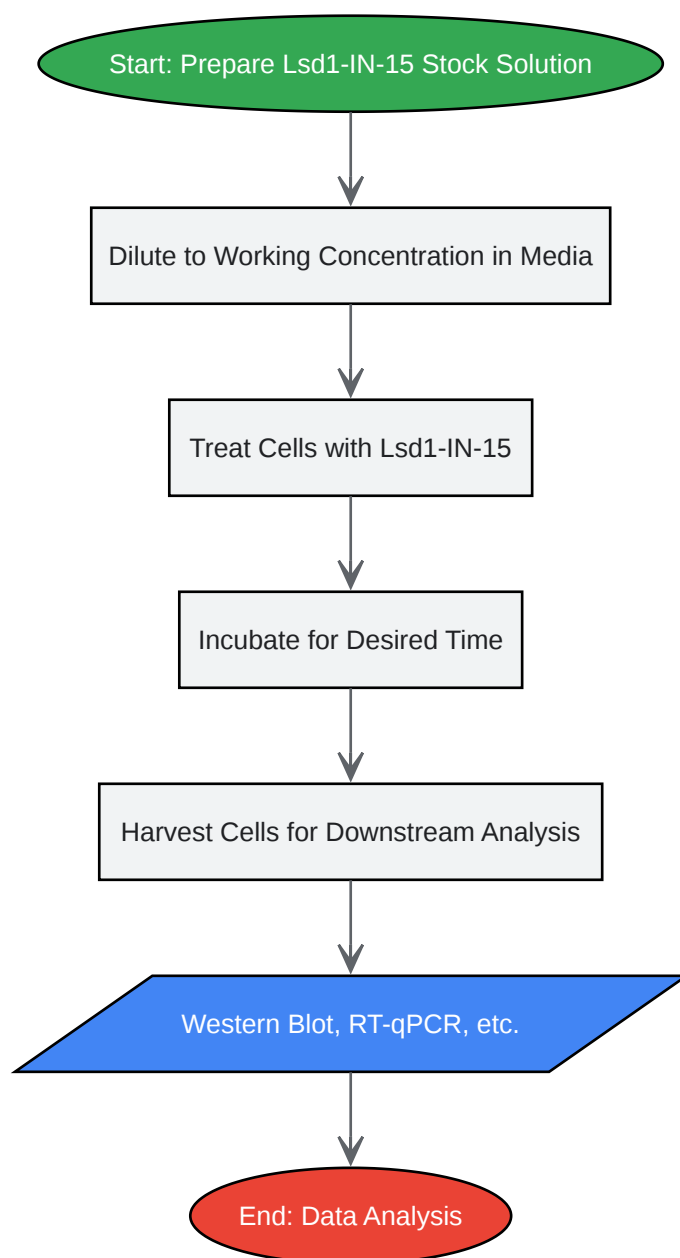 Start: Prepare Lsd1-IN-15 Stock Solution
Dilute to Working Concentration in Media
Treat Cells with Lsd1-IN-15
Incubate for Desired Time
Harvest Cells for Downstream Analysis
Western Blot, RT-qPCR, etc.
End: Data Analysis